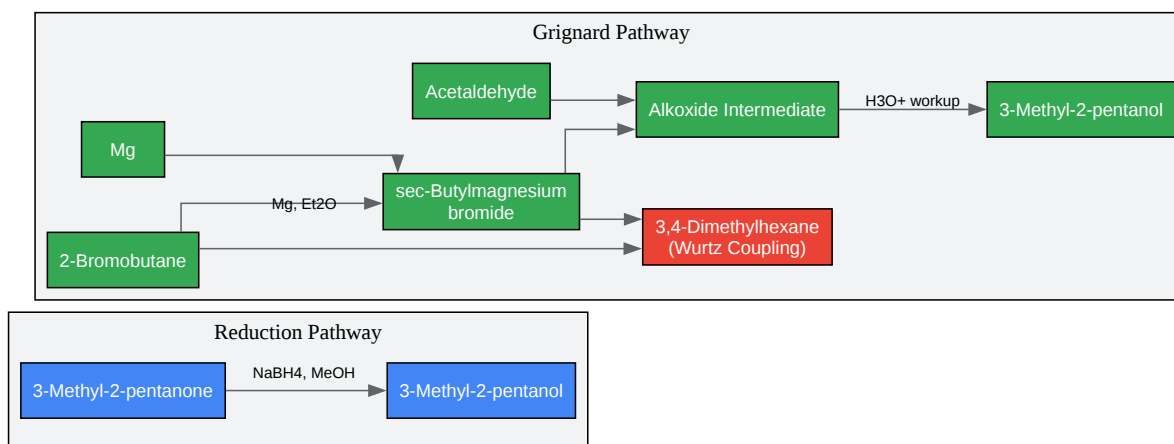 Grignard Pathway
Acetaldehyde
Alkoxide Intermediate
H3O+ workup
3-Methyl-2-pentanol
Mg
sec-Butylmagnesium
bromide
Mg, Et2O
2-Bromobutane
3,4-Dimethylhexane
(Wurtz Coupling)
Reduction Pathway
3-Methyl-2-pentanone
NaBH4, MeOH
3-Methyl-2-pentanol